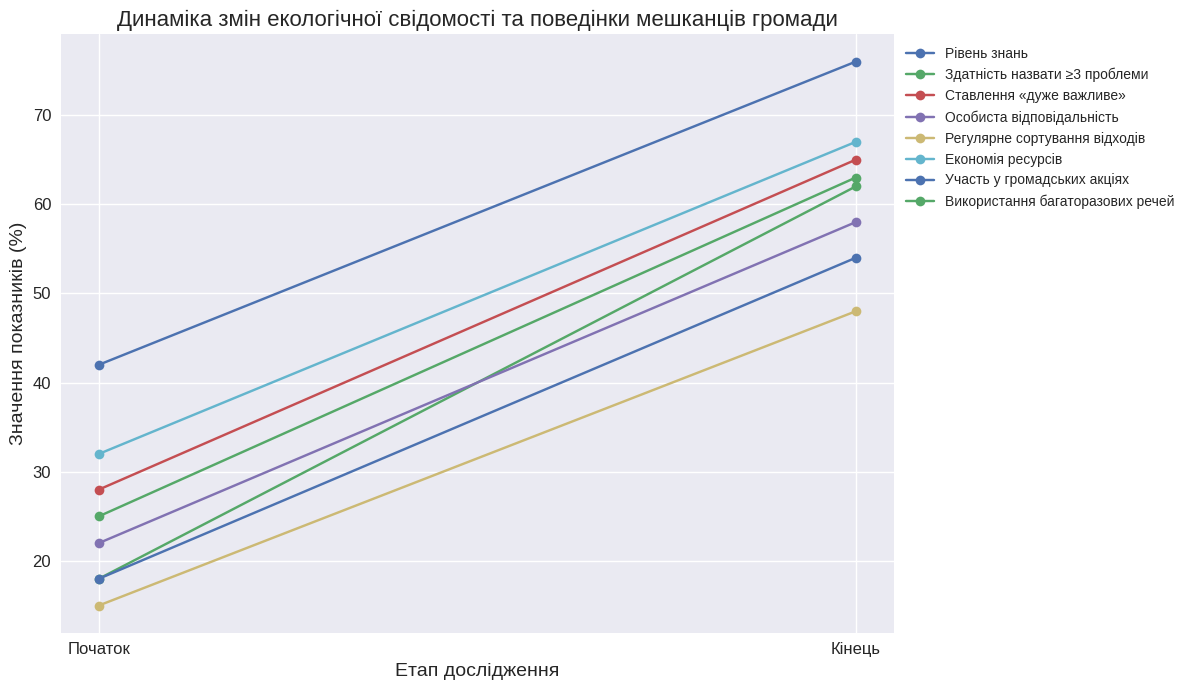 Динаміка змін екологічної свідомості та поведінки мешканців громади
Значення показників (%)
70
60
50
40
30
20
Початок
Кінець
Етап дослідження
Рівень знань
Здатність назвати ≥3 проблеми
Ставлення «дуже важливе»
Особиста відповідальність
Регулярне сортування відходів
Економія ресурсів
Участь у громадських акціях
Використання багаторазових речей